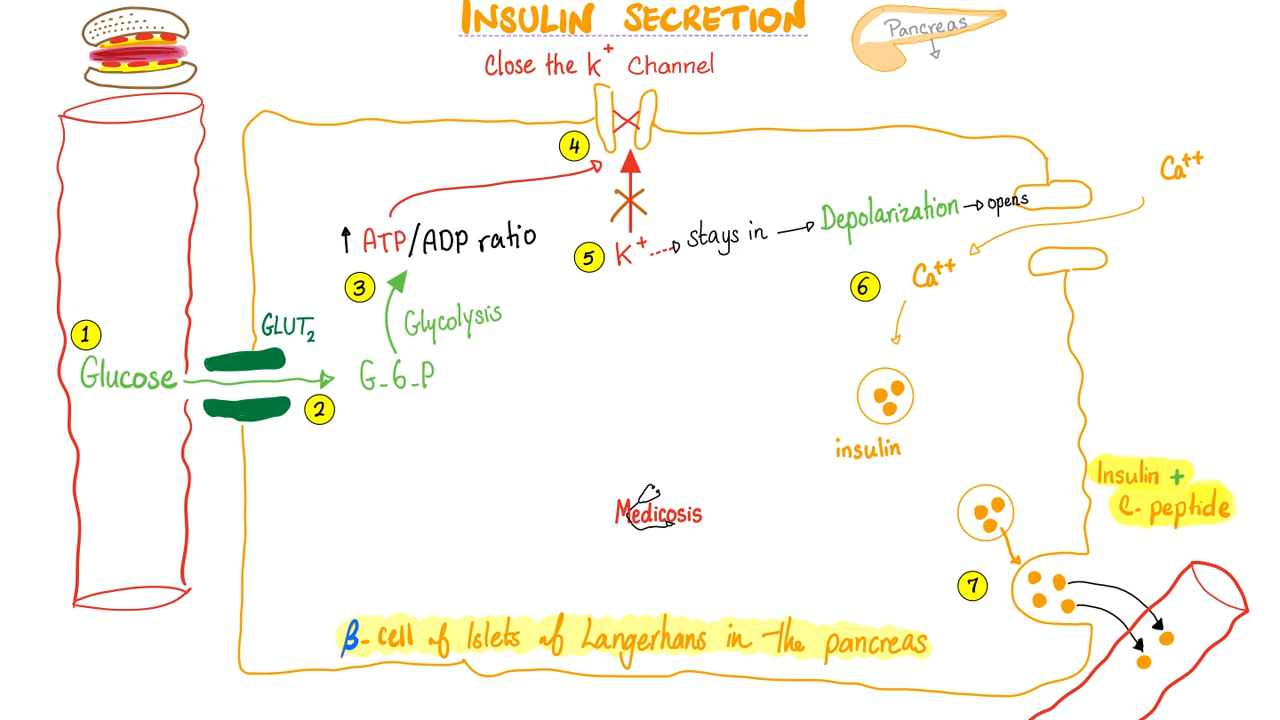 INSULIN SECRETION
Pancreas
Close the K⁺ Channel
4
Ca⁺⁺
↑ ATP/ADP ratio
5
K⁺ ⇢ stays in → Depolarization → opens
3
6
Ca⁺⁺
Glycolysis
GLUT₂
1
Glucose
G-6-P
2
insulin
Insulin +
C-peptide
Medicosis
7
β-cell of Islets of Langerhans in the pancreas